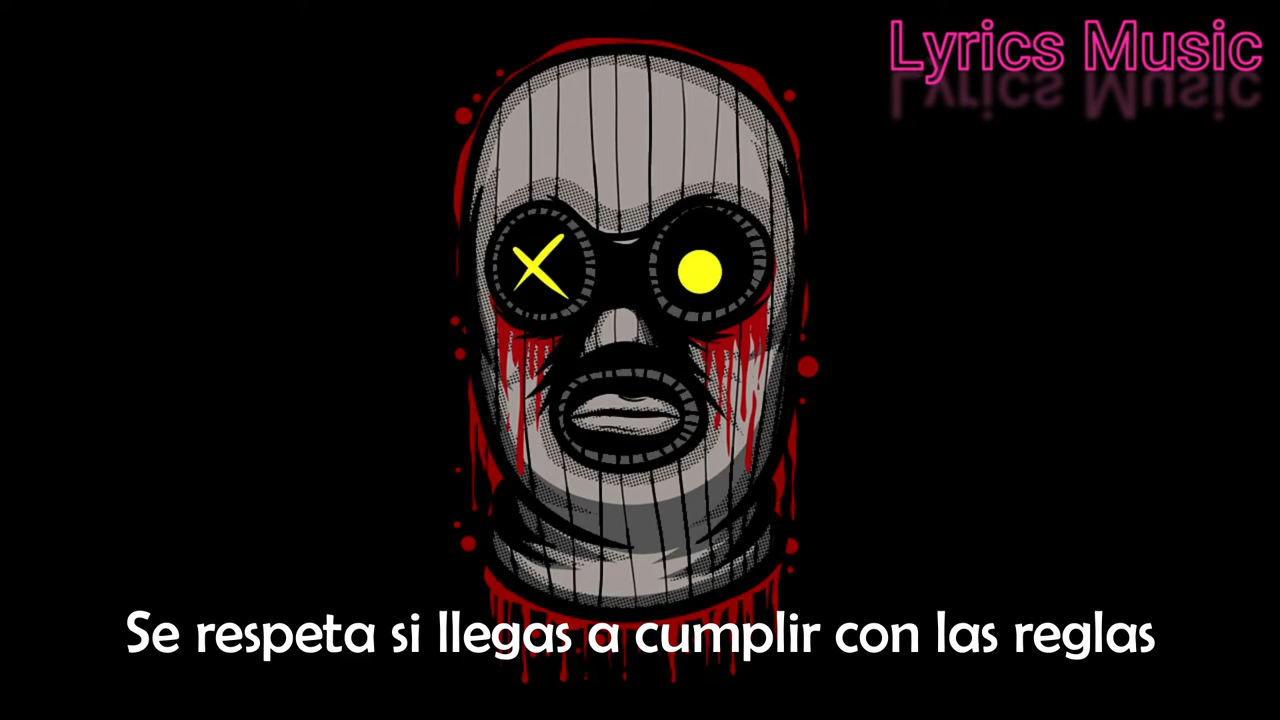 Lyrics Music
Se respeta si llegas a cumplir con las reglas